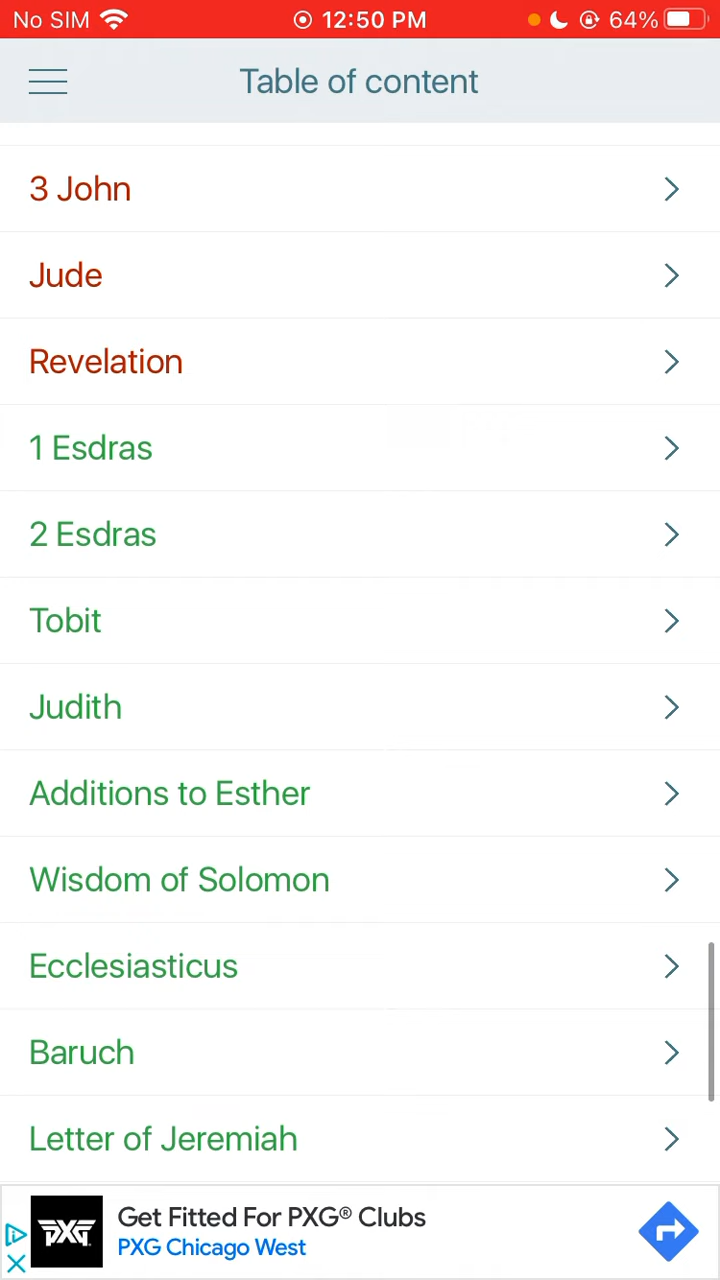 No SIM 12:50 PM 64%
Table of content
3 John
Jude
Revelation
1 Esdras
2 Esdras
Tobit
Judith
Additions to Esther
Wisdom of Solomon
Ecclesiasticus
Baruch
Letter of Jeremiah
PXG
Get Fitted For PXG® Clubs
PXG Chicago West